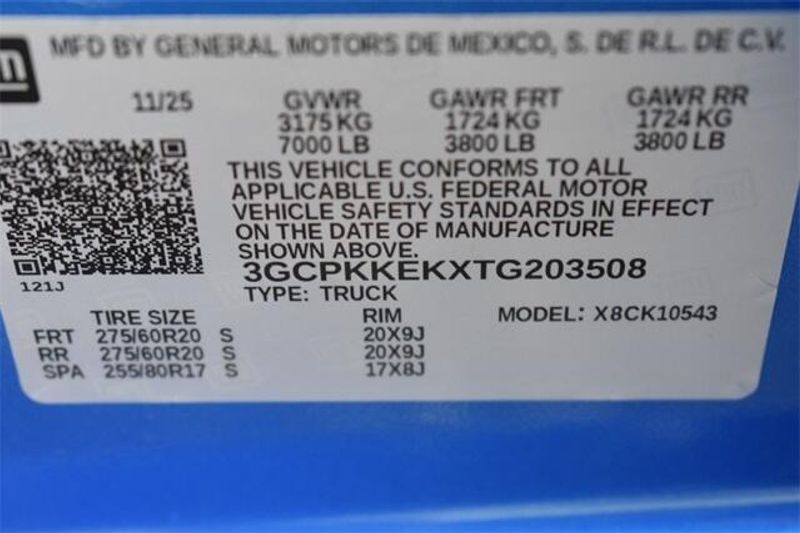 m
MFD BY GENERAL MOTORS DE MEXICO, S. DE R.L. DE C.V.
11/25 GVWR GAWR FRT GAWR RR
3175 KG 1724 KG 1724 KG
7000 LB 3800 LB 3800 LB
THIS VEHICLE CONFORMS TO ALL
APPLICABLE U.S. FEDERAL MOTOR
VEHICLE SAFETY STANDARDS IN EFFECT
ON THE DATE OF MANUFACTURE
SHOWN ABOVE.
3GCPKKEKXTG203508
121J
TYPE: TRUCK
TIRE SIZE RIM MODEL: X8CK10543
FRT 275/60R20 S 20X9J
RR 275/60R20 S 20X9J
SPA 255/80R17 S 17X8J